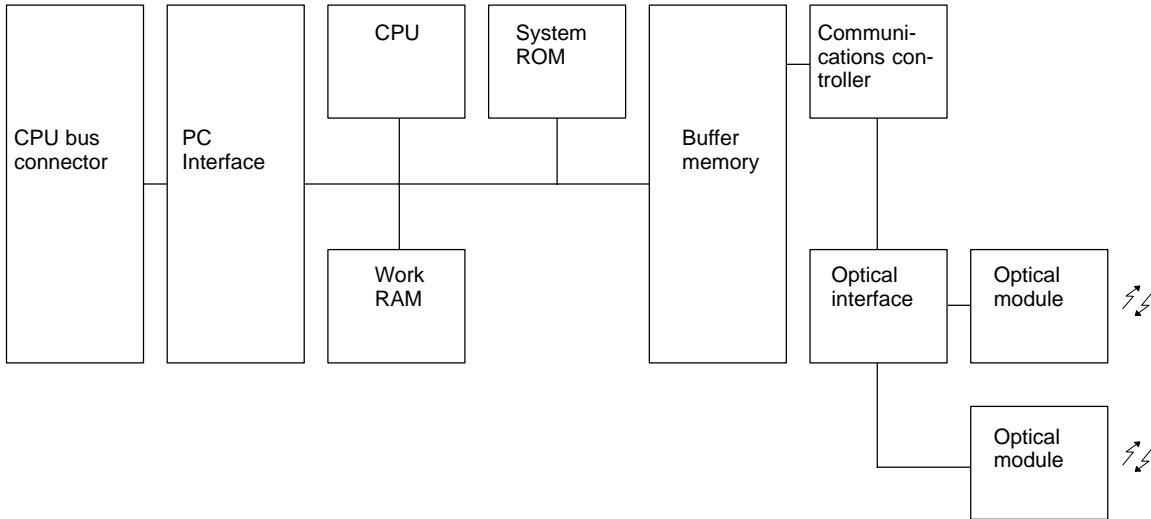 CPU bus
connector
PC
Interface
CPU
System
ROM
Work
RAM
Buffer
memory
Communi-
cations con-
troller
Optical
interface
Optical
module
Optical
module